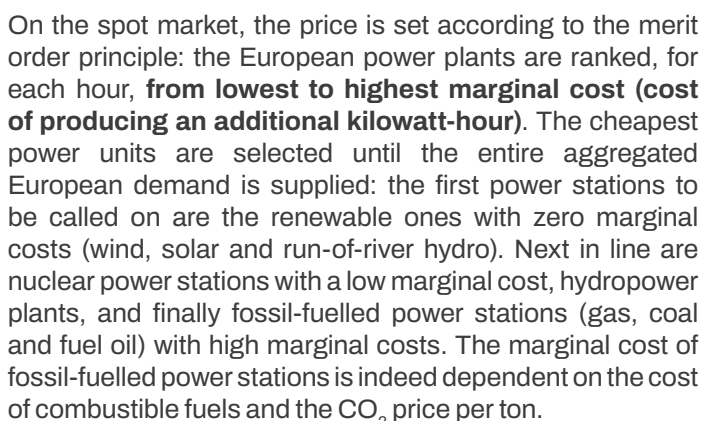 On the spot market, the price is set according to the merit
order principle: the European power plants are ranked, for
each hour, from lowest to highest marginal cost (cost
of producing an additional kilowatt-hour). The cheapest
power units are selected until the entire aggregated
European demand is supplied: the first power stations to
be called on are the renewable ones with zero marginal
costs (wind, solar and run-of-river hydro). Next in line are
nuclear power stations with a low marginal cost, hydropower
plants, and finally fossil-fuelled power stations (gas, coal
and fuel oil) with high marginal costs. The marginal cost of
fossil-fuelled power stations is indeed dependent on the cost
of combustible fuels and the CO₂ price per ton.